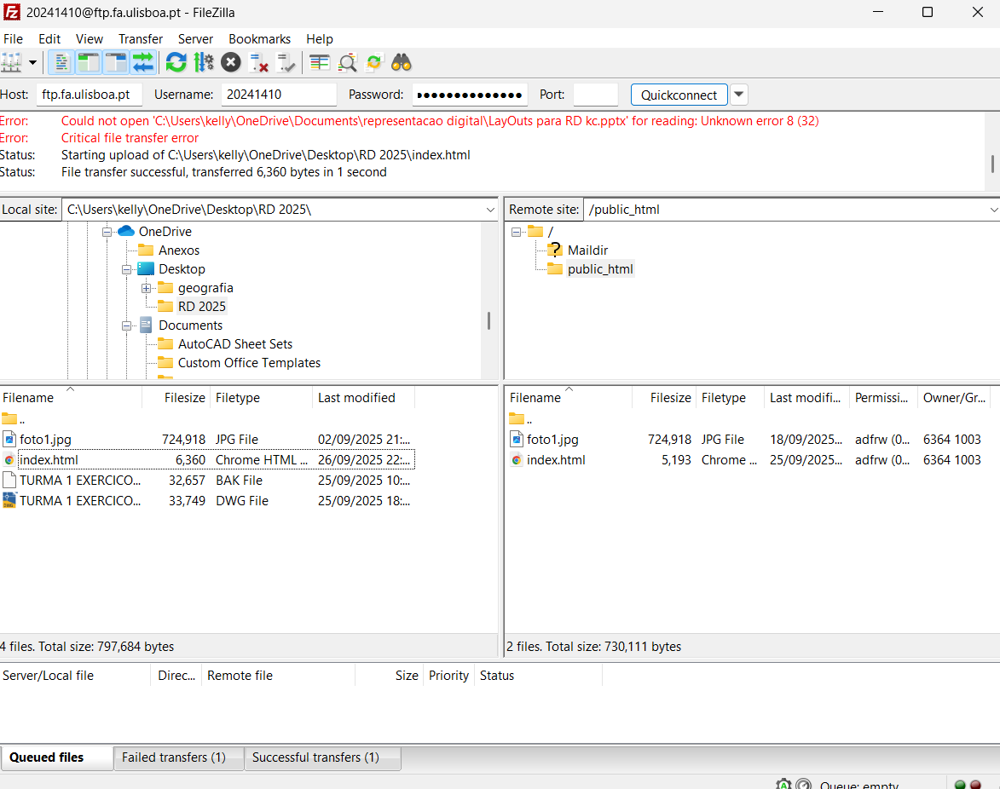 20241410@ftp.fa.ulisboa.pt - FileZilla
File Edit View Transfer Server Bookmarks Help
Host: ftp.fa.ulisboa.pt Username: 20241410 Password: ●●●●●●●●●●●●●● Port: Quickconnect
Error: Could not open 'C:\Users\kelly\OneDrive\Documents\representacao digital\LayOuts para RD kc.pptx' for reading: Unknown error 8 (32)
Error: Critical file transfer error
Status: Starting upload of C:\Users\kelly\OneDrive\Desktop\RD 2025\index.html
Status: File transfer successful, transferred 6,360 bytes in 1 second
Local site: C:\Users\kelly\OneDrive\Desktop\RD 2025\
OneDrive
Anexos
Desktop
geografia
RD 2025
Documents
AutoCAD Sheet Sets
Custom Office Templates
Remote site: /public_html
/
Maildir
public_html
Filename Filesize Filetype Last modified
..
foto1.jpg 724,918 JPG File 02/09/2025 21:...
index.html 6,360 Chrome HTML ... 26/09/2025 22:...
TURMA 1 EXERCICO... 32,657 BAK File 25/09/2025 10:...
TURMA 1 EXERCICO... 33,749 DWG File 25/09/2025 18:...
4 files. Total size: 797,684 bytes
Filename Filesize Filetype Last modifi... Permissi... Owner/Gr...
..
foto1.jpg 724,918 JPG File 18/09/2025... adfrw (0... 6364 1003
index.html 5,193 Chrome ... 25/09/2025... adfrw (0... 6364 1003
2 files. Total size: 730,111 bytes
Server/Local file Direc... Remote file Size Priority Status
Queued files Failed transfers (1) Successful transfers (1)
Queue: empty